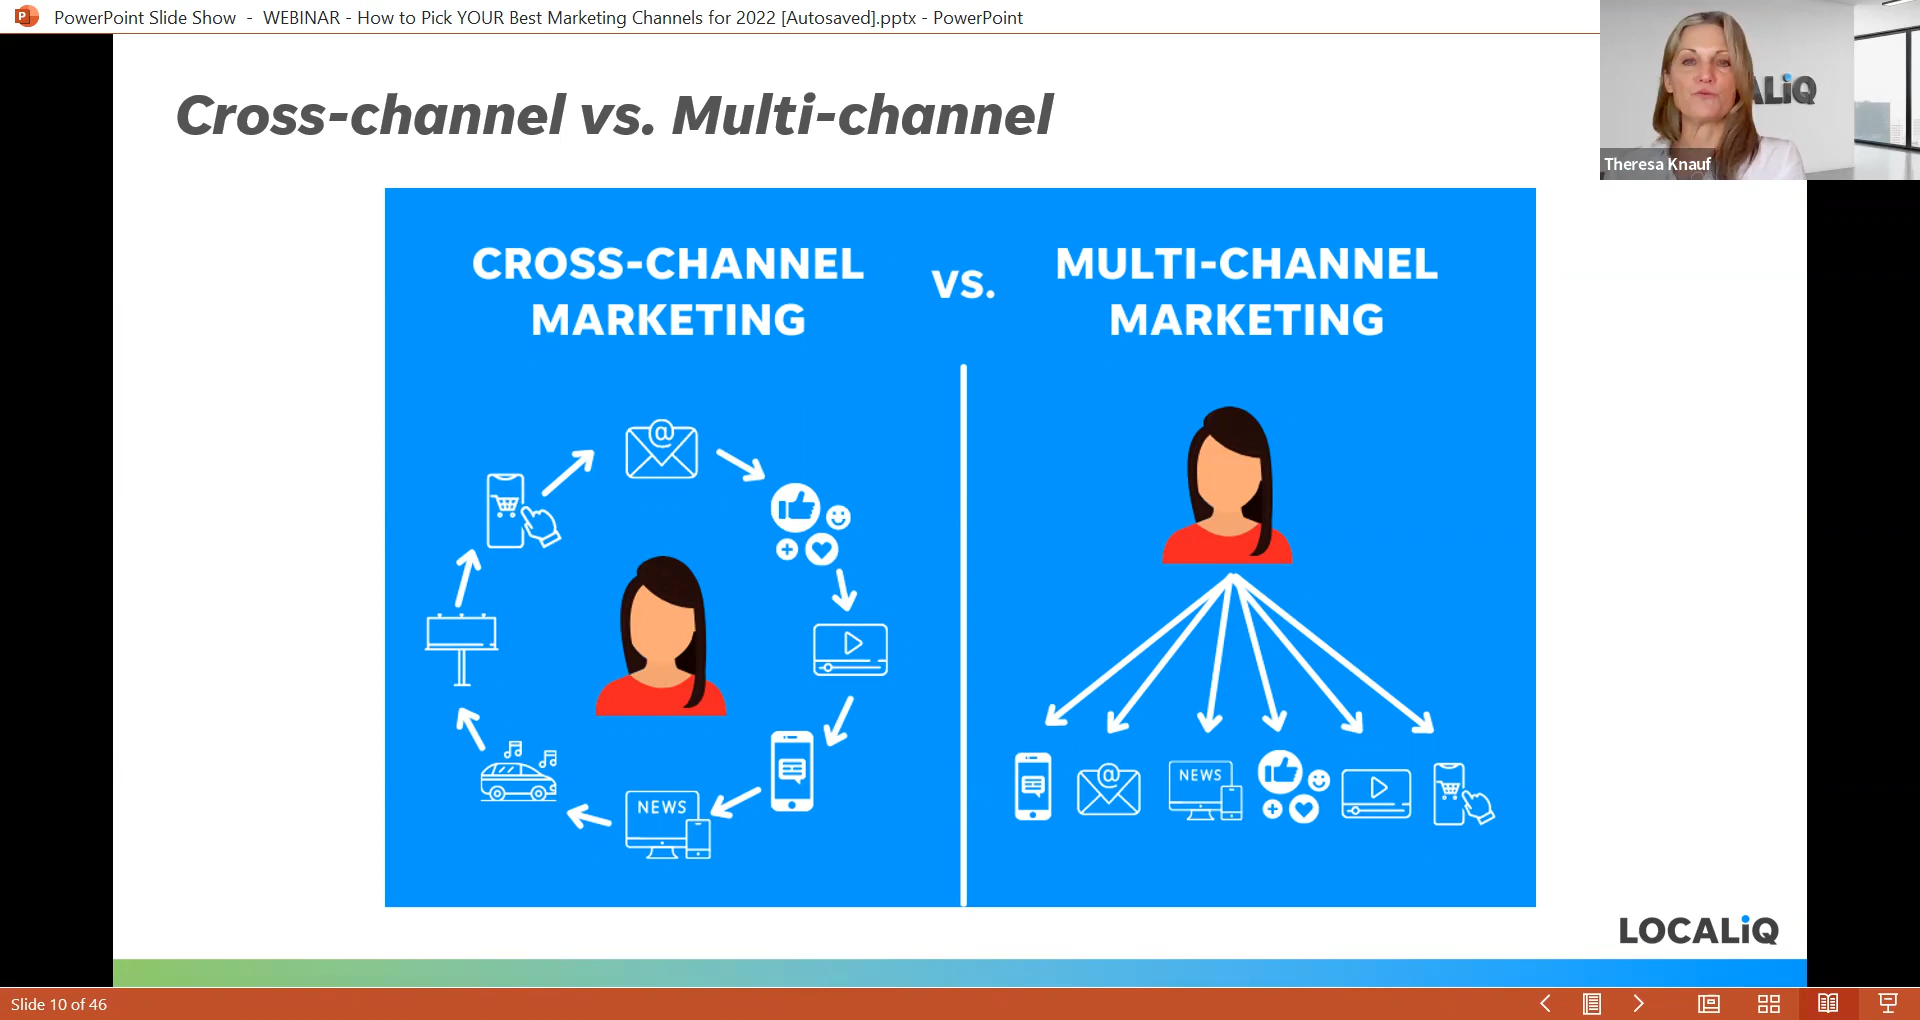 PowerPoint Slide Show - WEBINAR - How to Pick YOUR Best Marketing Channels for 2022 [Autosaved].pptx - PowerPoint
LOCALiQ
Theresa Knauf
Cross-channel vs. Multi-channel
CROSS-CHANNEL
MARKETING
VS.
MULTI-CHANNEL
MARKETING
@
NEWS
@
NEWS
LOCALiQ
Slide 10 of 46